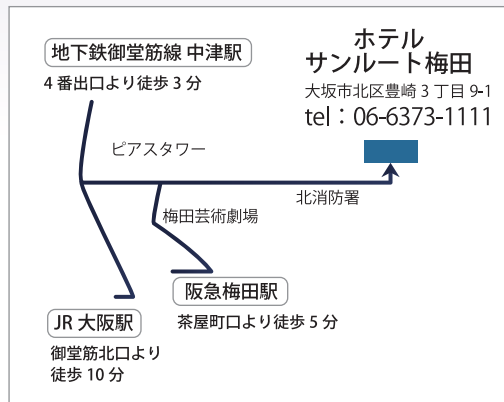 地下鉄御堂筋線 中津駅
4 番出口より徒歩 3 分
ホテル
サンルート梅田
大坂市北区豊崎 3 丁目 9-1
tel：06-6373-1111
ピアスタワー
北消防署
梅田芸術劇場
阪急梅田駅
茶屋町口より徒歩 5 分
JR 大阪駅
御堂筋北口より
徒歩 10 分